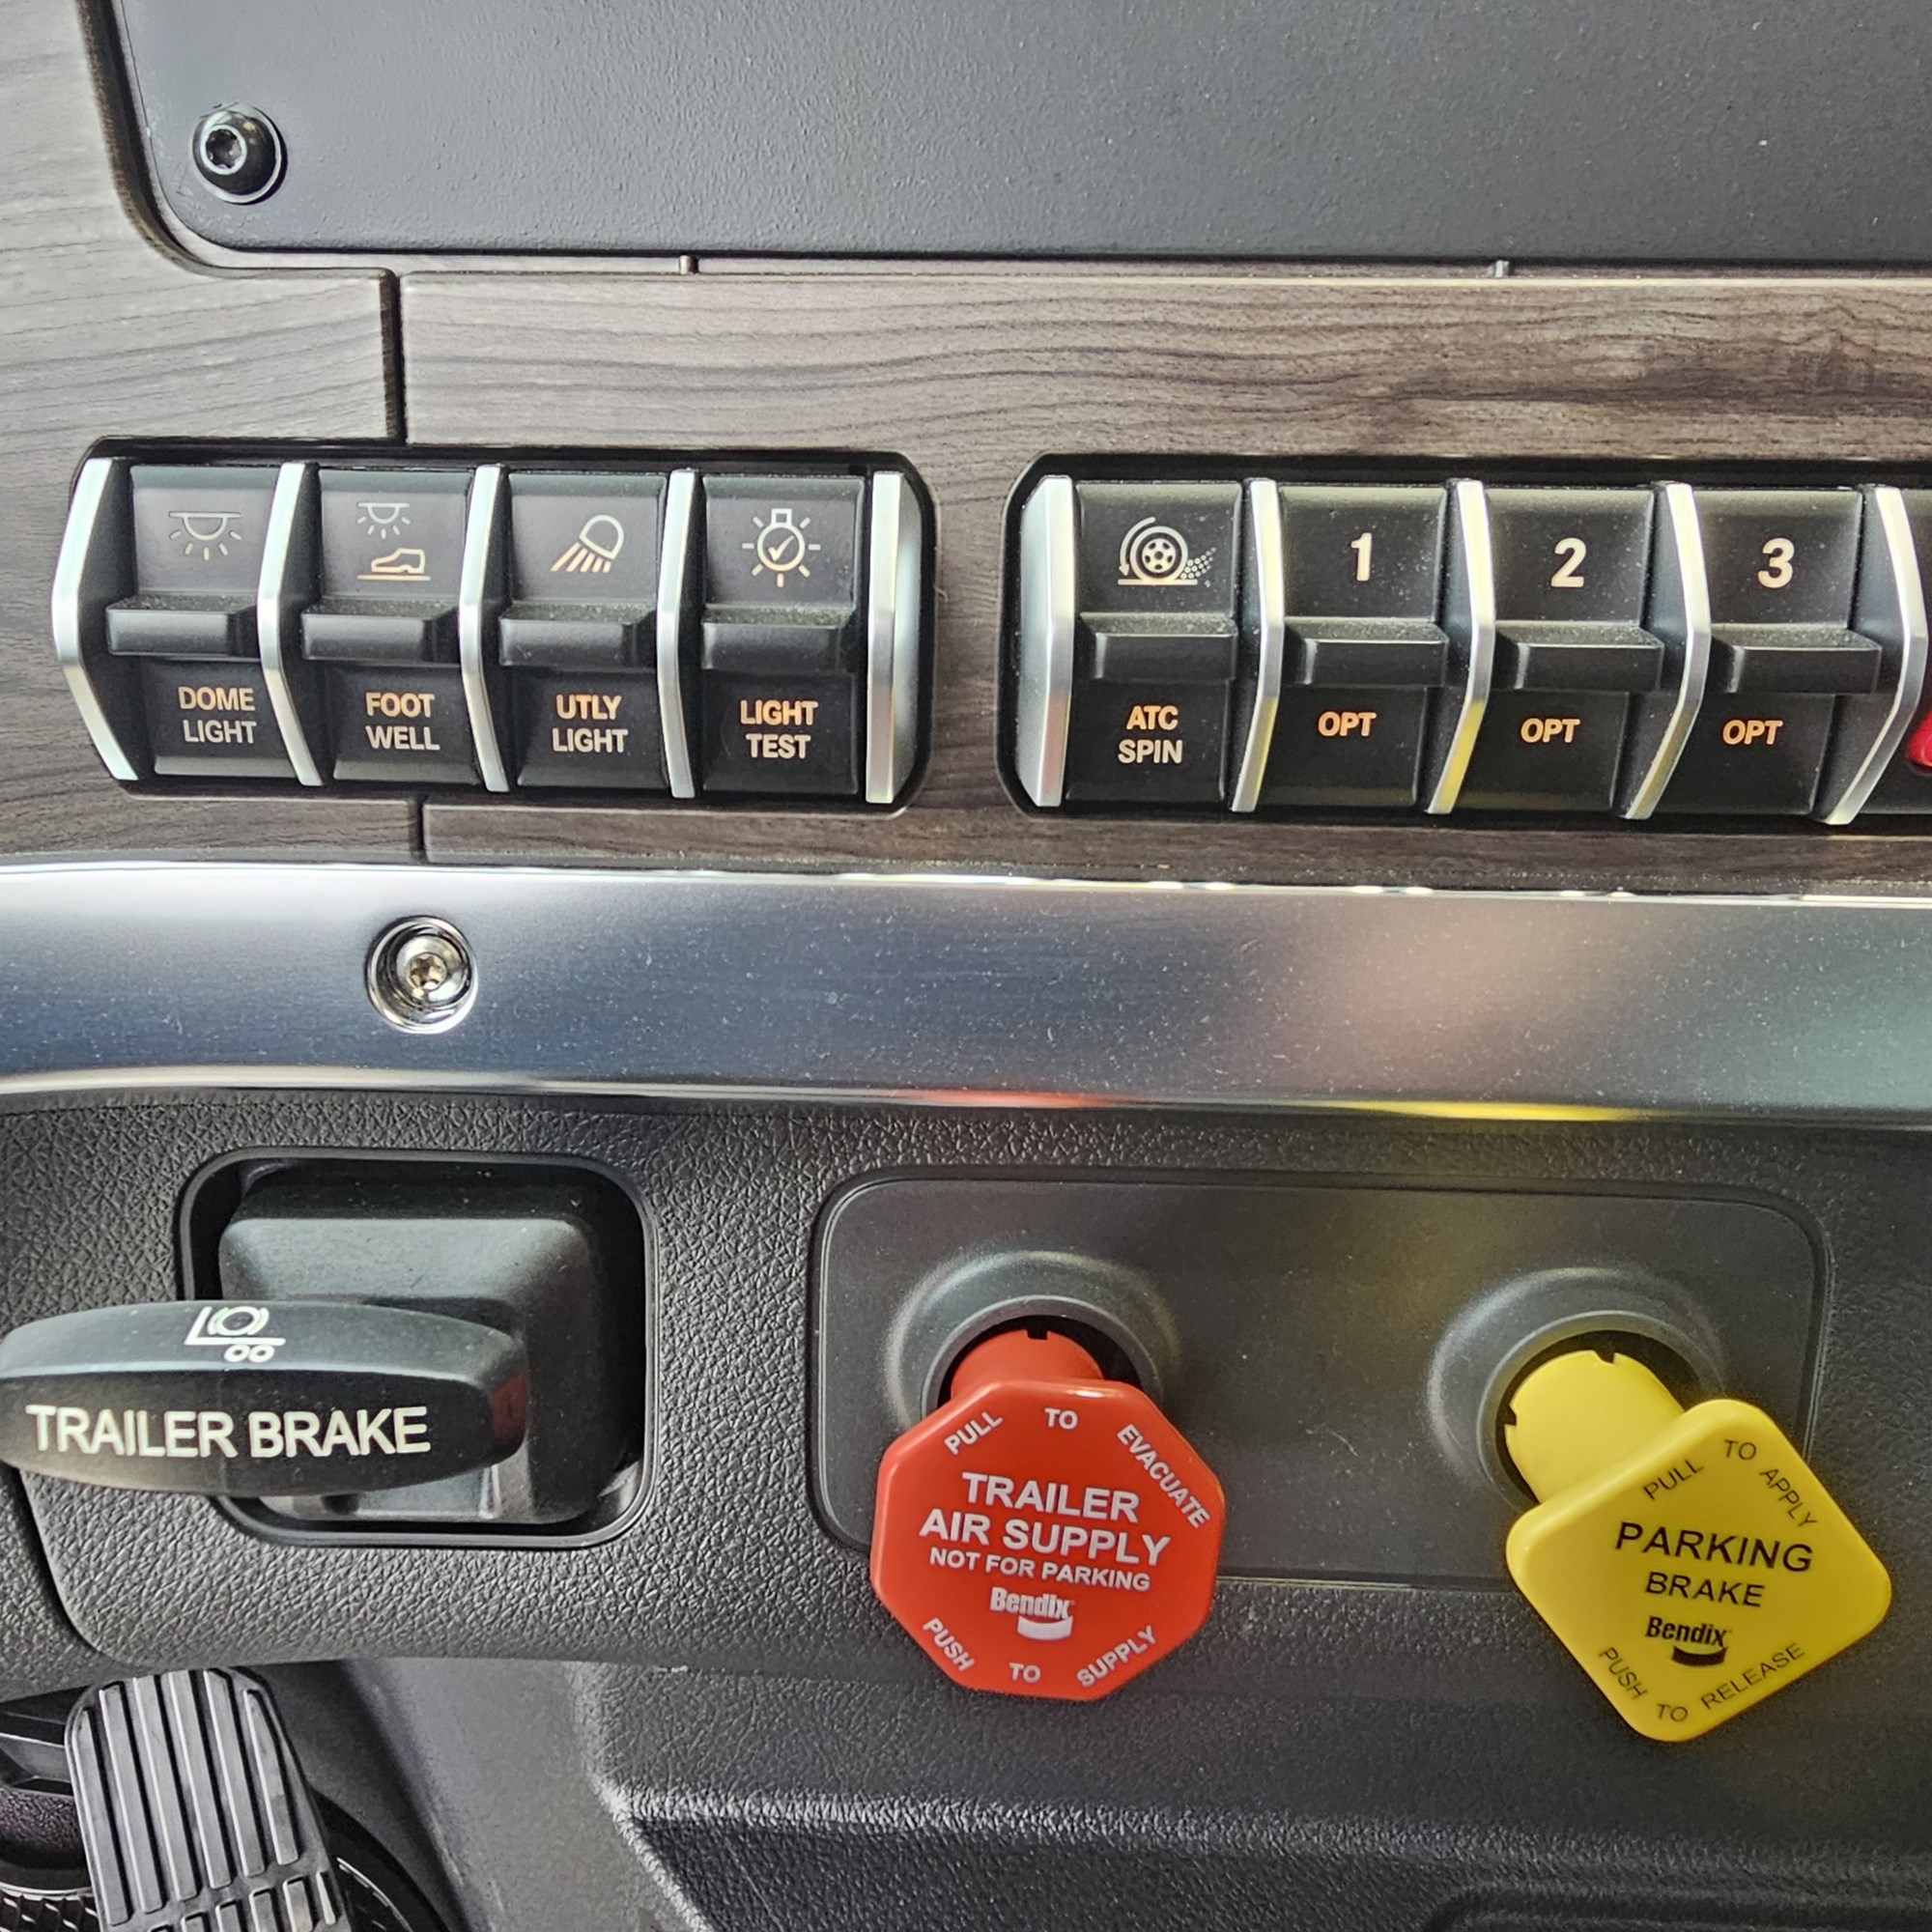 DOME
LIGHT
FOOT
WELL
UTLY
LIGHT
LIGHT
TEST
ATC
SPIN
1
OPT
2
OPT
3
OPT
TRAILER BRAKE
PULL TO EVACUATE
TRAILER
AIR SUPPLY
NOT FOR PARKING
Bendix
PUSH TO SUPPLY
PULL TO APPLY
PARKING
BRAKE
Bendix
PUSH TO RELEASE